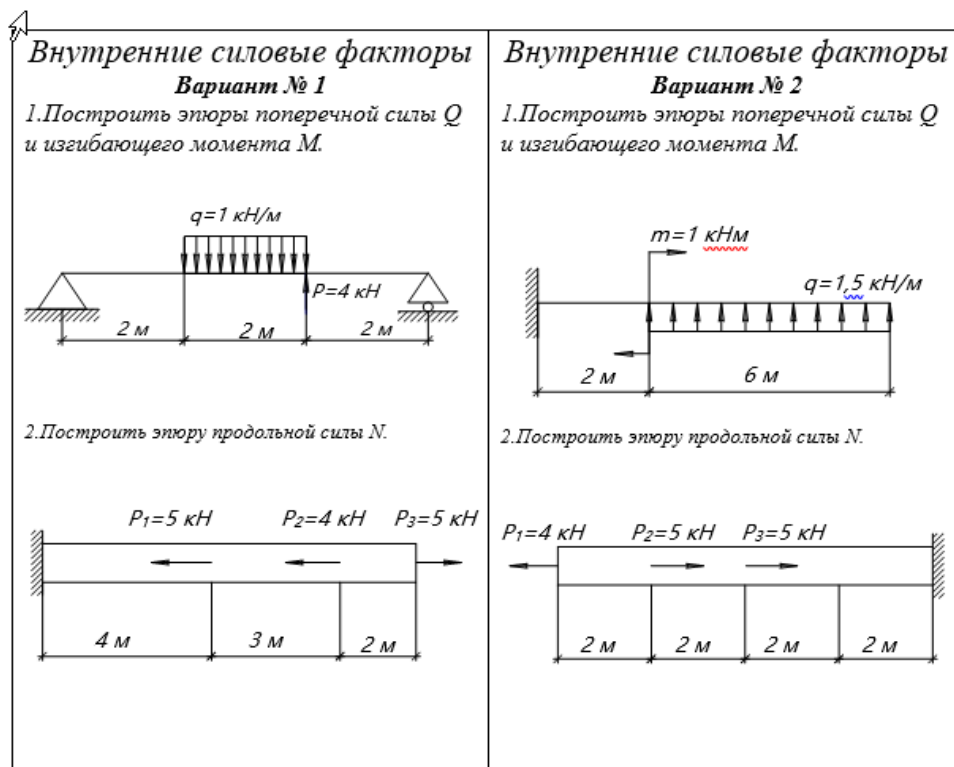 Внутренние силовые факторы
Вариант № 1
1.Построить эпюры поперечной силы Q
и изгибающего момента М.
q=1 кН/м
P=4 кН
2 м
2 м
2 м
2.Построить эпюру продольной силы N.
P₁=5 кН
P₂=4 кН
P₃=5 кН
4 м
3 м
2 м
Внутренние силовые факторы
Вариант № 2
1.Построить эпюры поперечной силы Q
и изгибающего момента М.
m=1 кНм
q=1,5 кН/м
2 м
6 м
2.Построить эпюру продольной силы N.
P₁=4 кН
P₂=5 кН
P₃=5 кН
2 м
2 м
2 м
2 м